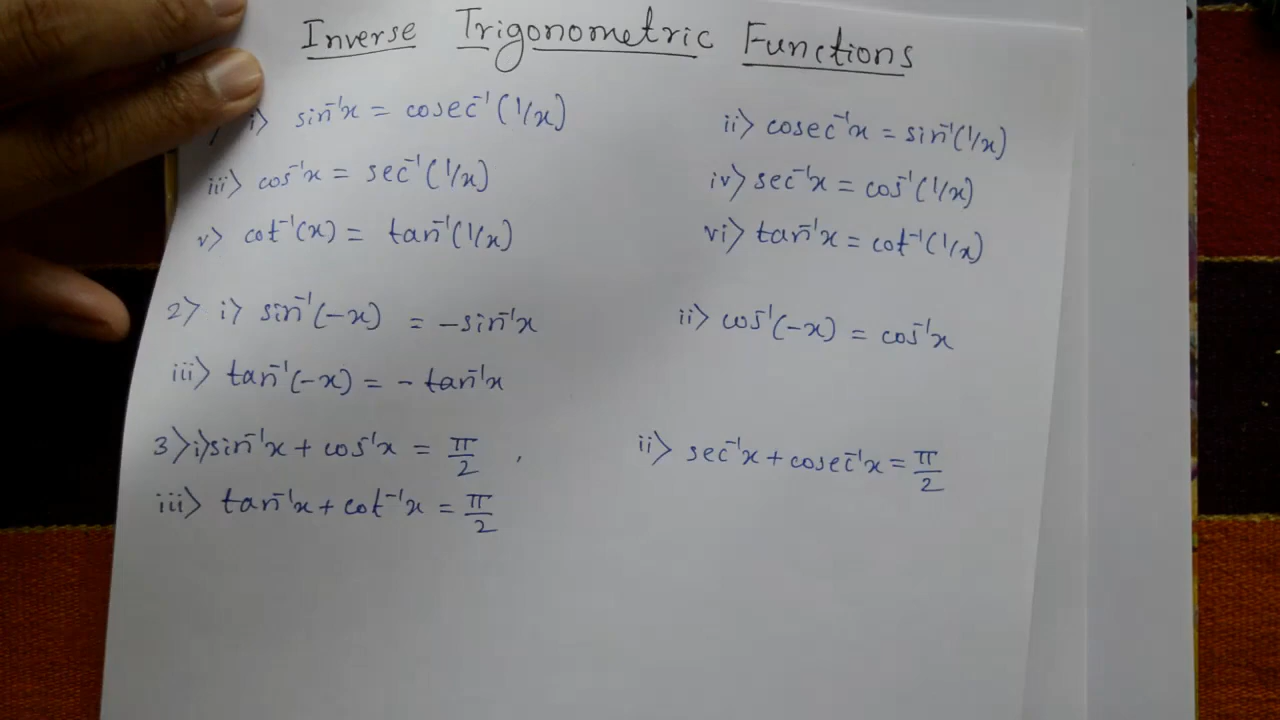 Inverse Trigonometric Functions
i) sin⁻¹x = cosec⁻¹(1/x) ii) cosec⁻¹x = sin⁻¹(1/x)
iii) cos⁻¹x = sec⁻¹(1/x) iv) sec⁻¹x = cos⁻¹(1/x)
v) cot⁻¹(x) = tan⁻¹(1/x) vi) tan⁻¹x = cot⁻¹(1/x)
2) i) sin⁻¹(-x) = -sin⁻¹x ii) cos⁻¹(-x) = cos⁻¹x
iii) tan⁻¹(-x) = - tan⁻¹x
3) i) sin⁻¹x + cos⁻¹x = π/2 , ii) sec⁻¹x + cosec⁻¹x = π/2
iii) tan⁻¹x + cot⁻¹x = π/2